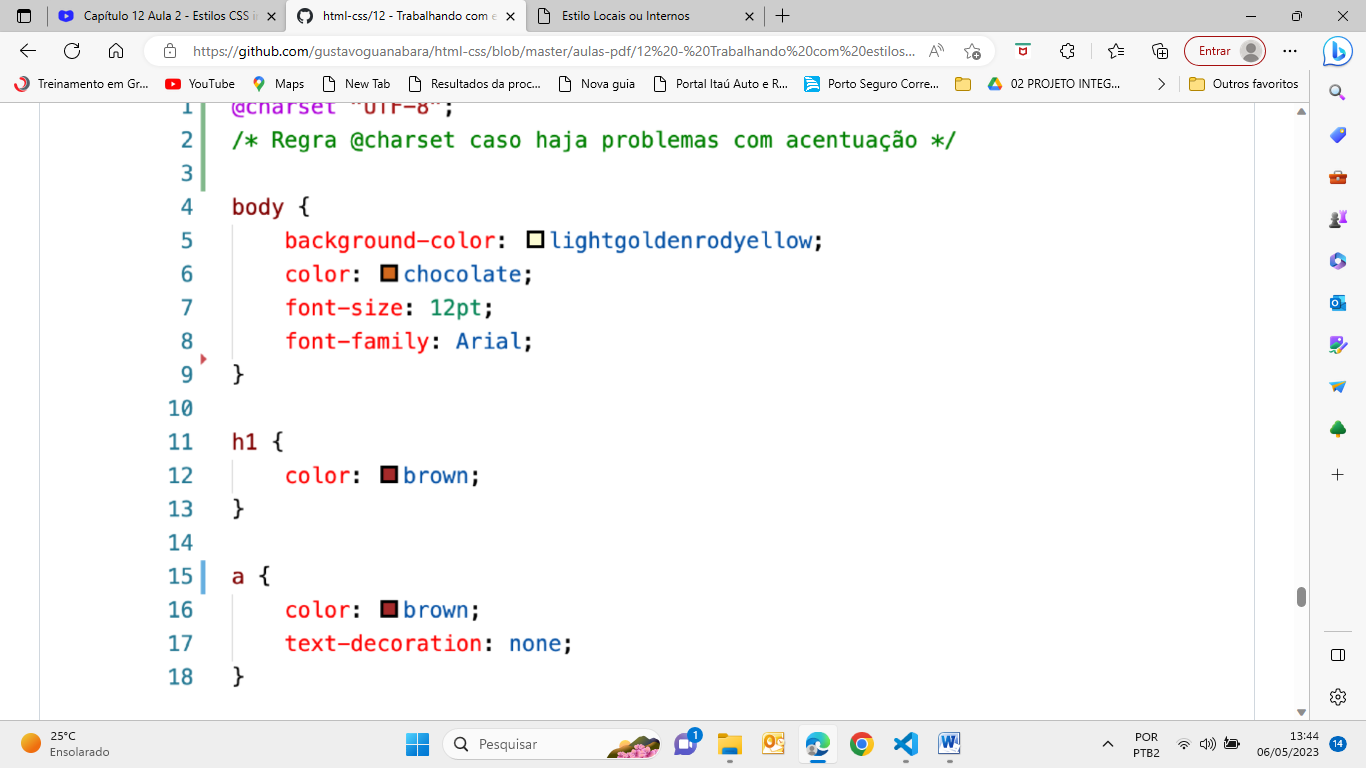 Capítulo 12 Aula 2 - Estilos CSS i
html-css/12 - Trabalhando com e
Estilo Locais ou Internos
https://github.com/gustavoguanabara/html-css/blob/master/aulas-pdf/12%20-%20Trabalhando%20com%20estilos...
Entrar
Treinamento em Gr...
YouTube
Maps
New Tab
Resultados da proc...
Nova guia
Portal Itaú Auto e R...
Porto Seguro Corre...
02 PROJETO INTEG...
Outros favoritos
1 @charset "UTF-8";
2 /* Regra @charset caso haja problemas com acentuação */
3
4 body {
5 background-color: lightgoldenrodyellow;
6 color: chocolate;
7 font-size: 12pt;
8 font-family: Arial;
9 }
10
11 h1 {
12 color: brown;
13 }
14
15 a {
16 color: brown;
17 text-decoration: none;
18 }
25°C
Ensolarado
Pesquisar
1
POR
PTB2
13:44
06/05/2023
14